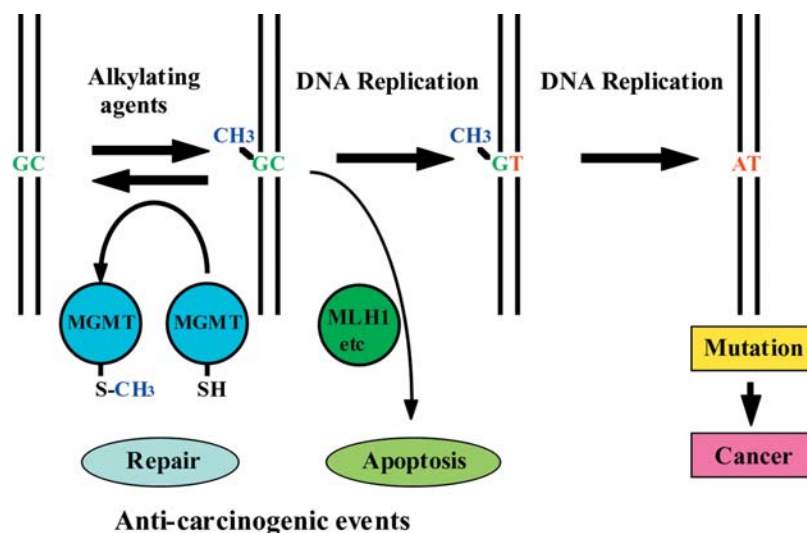 Alkylating
agents
DNA Replication
DNA Replication
CH3
CH3
GC
GC
GT
AT
MGMT
MGMT
MLH1
etc
S-CH3
SH
Mutation
Repair
Apoptosis
Cancer
Anti-carcinogenic events